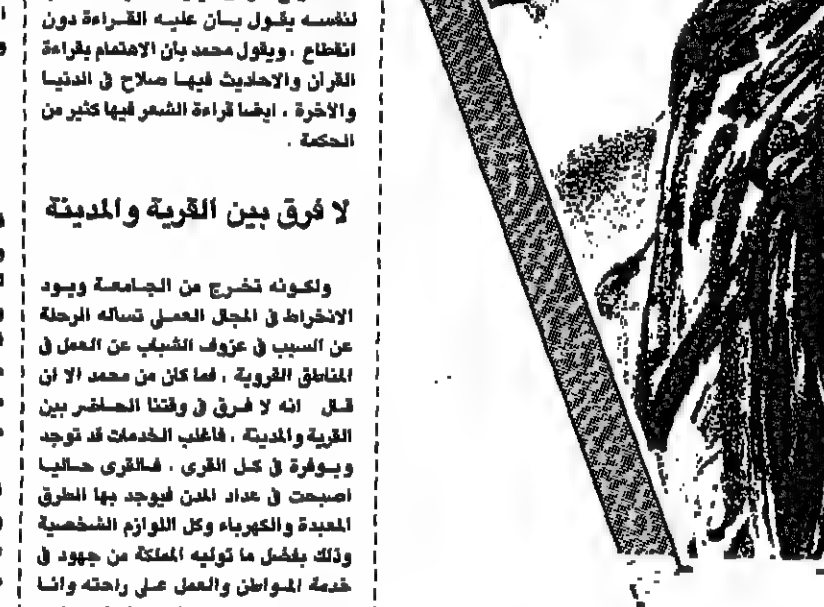 لنفسه يقول بأن عليه القراءة دون
انقطاع ، ويقول محمد بأن الاهتمام بقراءة
القرآن والاحاديث فيها صلاح في الدنيا
والاخرة ، ايضا قراءة الشعر فيها كثير من
الحكمة .
لا فرق بين القرية والمدينة
ولكونه تخرج من الجامعة ويود
الانخراط في المجال العملي تسأله الرحلة
عن السبب في عزوف الشباب عن العمل في
المناطق القروية ، فما كان من محمد الا ان
قال انه لا فرق في وقتنا الحاضر بين
القرية والمدينة ، فاغلب الخدمات قد توجد
وبوفرة في كل القرى ، فالقرى حاليا
اصبحت في عداد المدن فيوجد بها الطرق
المعبدة والكهرباء وكل اللوازم الشخصية
وذلك بفضل ما توليه المملكة من جهود في
خدمة المواطن والعمل على راحته وانا